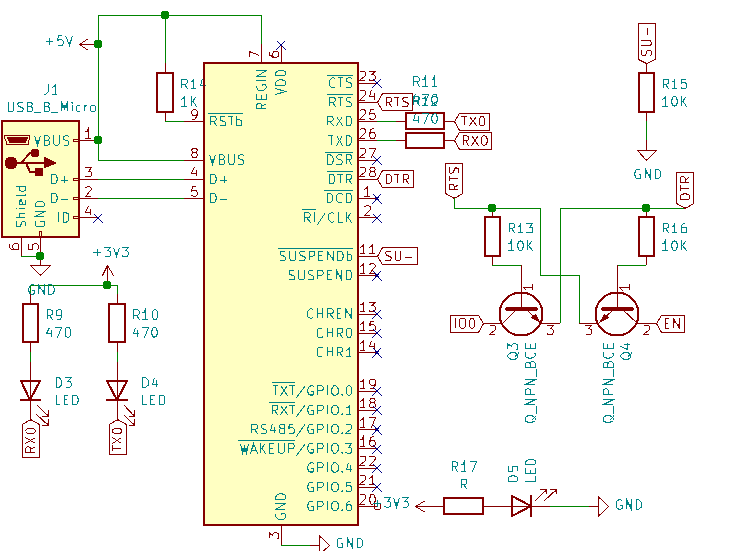 +5V
J1
USB_B_Micro
VBUS
1
D+
3
D-
2
ID
4
Shield
GND
6
5
GND
R14
1K
7
REGIN
6
VDD
9
RSTb
8
VBUS
4
D+
5
D-
CTS
23
RTS
24
RXD
25
TXD
26
DSR
27
DTR
28
DCD
1
RI/CLK
2
SUSPENDb
11
SUSPEND
12
CHREN
13
CHR0
15
CHR1
14
TXT/GPIO.0
19
RXT/GPIO.1
18
RS485/GPIO.2
17
WAKEUP/GPIO.3
16
GPIO.4
22
GPIO.5
21
GPIO.6
20
GND
3
GND
RTS
R11
470
TX0
RX0
DTR
SU-
+3V3
R9
470
R10
470
D3
LED
D4
LED
RX0
TX0
SU-
R15
10K
GND
RTS
DTR
R13
10K
R16
10K
IO0
2
1
3
Q3
Q_NPN_BCE
3
1
2
EN
Q4
Q_NPN_BCE
3V3
R17
R
D5
LED
GND